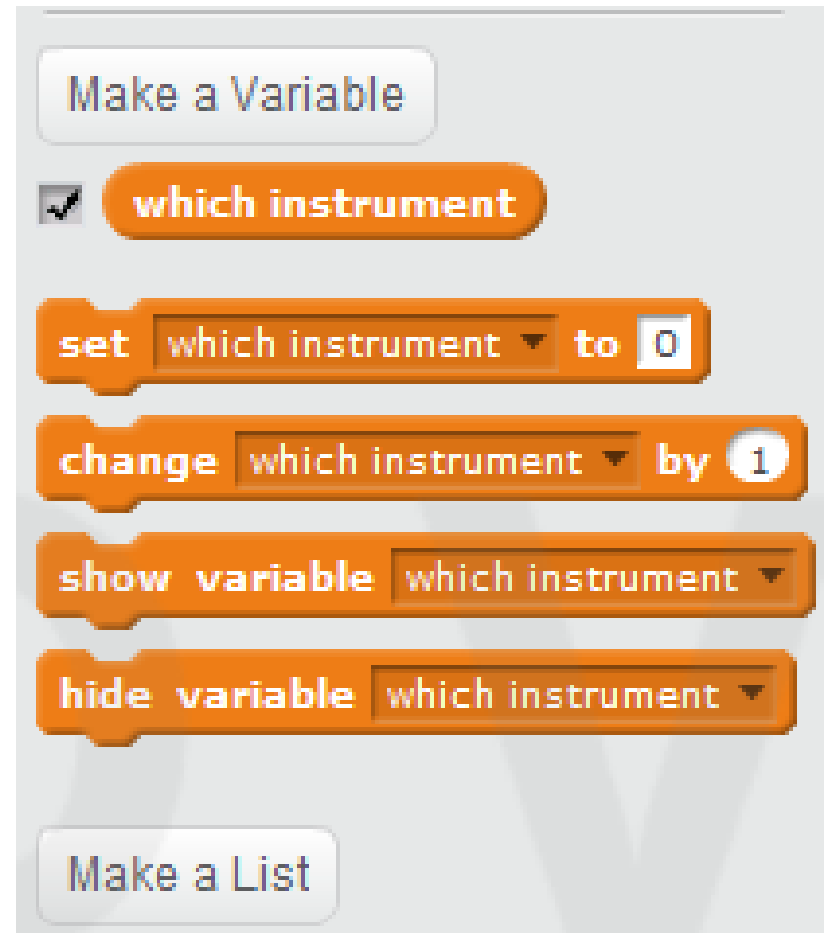 Make a Variable
which instrument
set which instrument to 0
change which instrument by 1
show variable which instrument
hide variable which instrument
Make a List